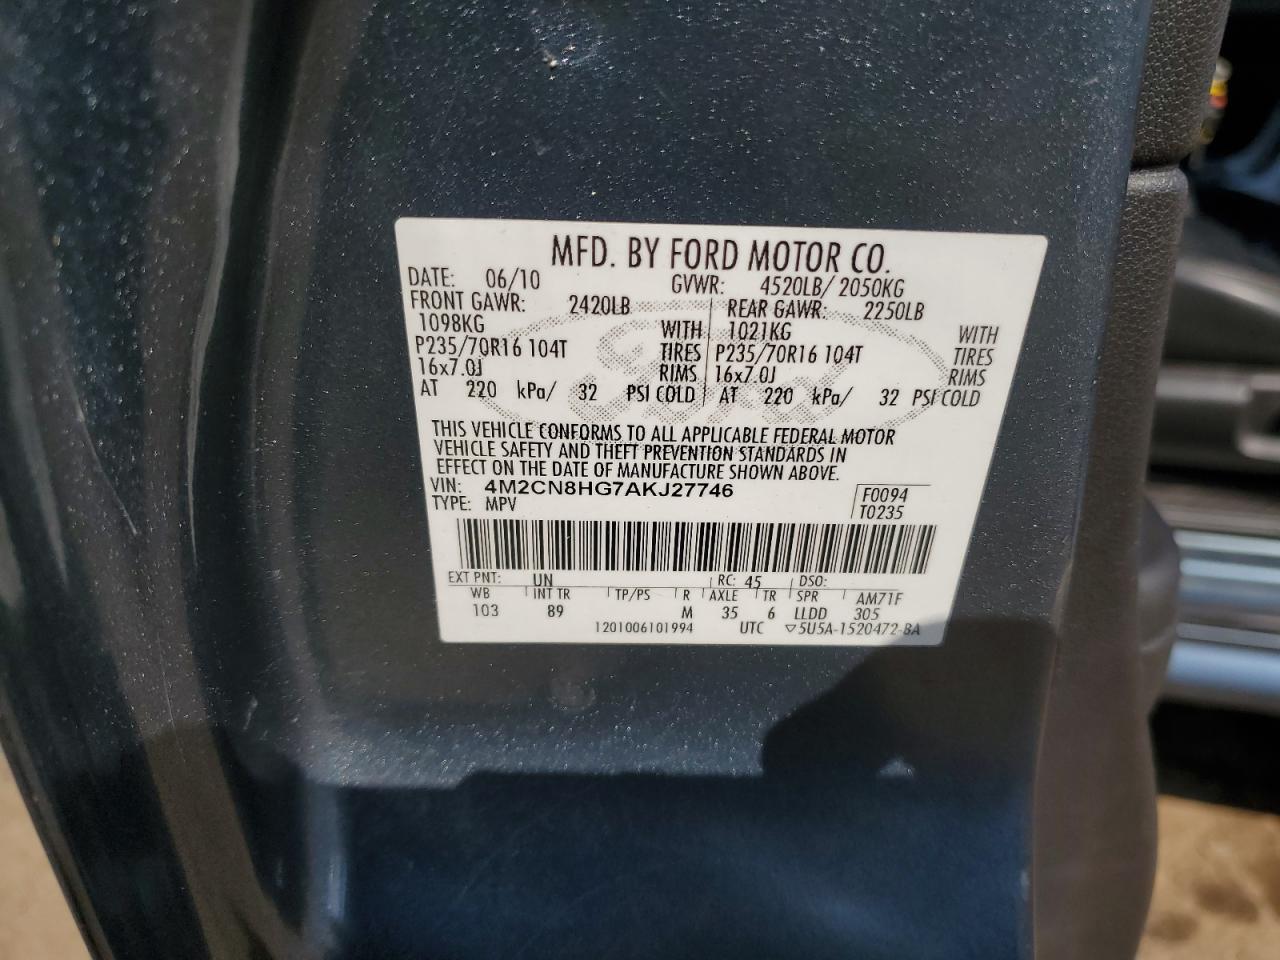 MFD. BY FORD MOTOR CO.
DATE: 06/10 GVWR: 4520LB/ 2050KG
FRONT GAWR: 2420LB REAR GAWR: 2250LB
1098KG WITH 1021KG WITH
P235/70R16 104T TIRES P235/70R16 104T TIRES
16x7.0J RIMS 16x7.0J RIMS
AT 220 kPa/ 32 PSI COLD AT 220 kPa/ 32 PSI COLD
Ford
THIS VEHICLE CONFORMS TO ALL APPLICABLE FEDERAL MOTOR
VEHICLE SAFETY AND THEFT PREVENTION STANDARDS IN
EFFECT ON THE DATE OF MANUFACTURE SHOWN ABOVE.
VIN: 4M2CN8HG7AKJ27746 F0094
TYPE: MPV T0235
EXT PNT: UN RC: 45 DSO:
WB INT TR TP/PS R AXLE TR SPR AM71F
103 89 M 35 6 LLDD 305
1201006101994 UTC ▽5U5A-1520472-BA